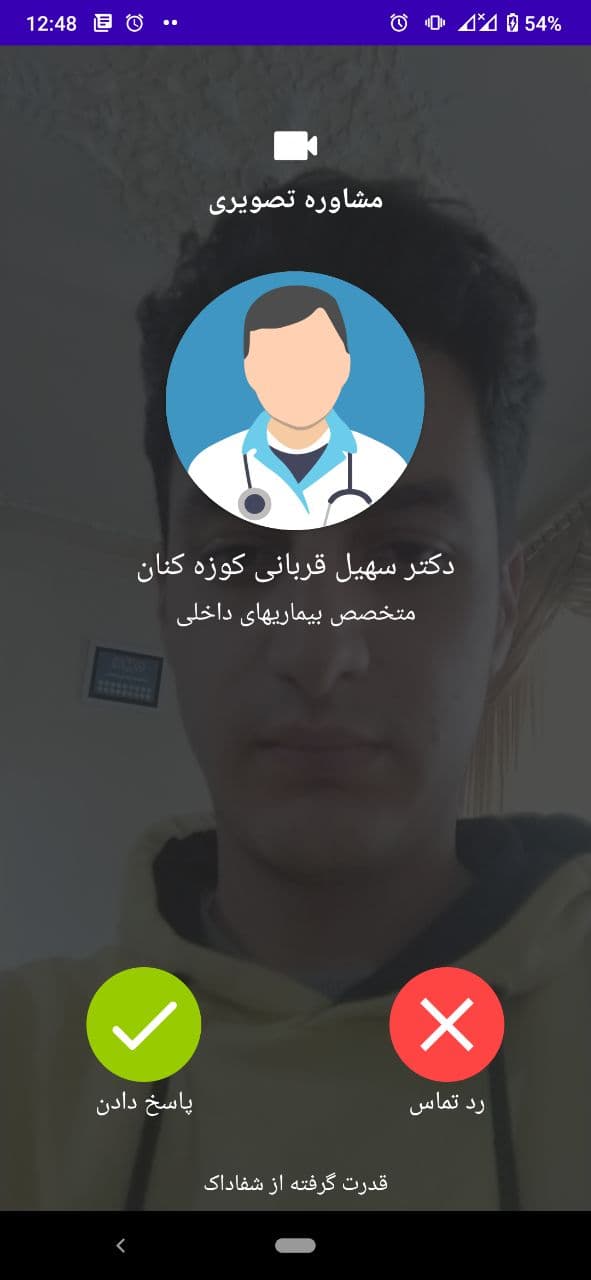 12:48
54%
مشاوره تصویری
دکتر سهیل قربانی کوزه کنان
متخصص بیماریهای داخلی
پاسخ دادن
رد تماس
قدرت گرفته از شفاداک